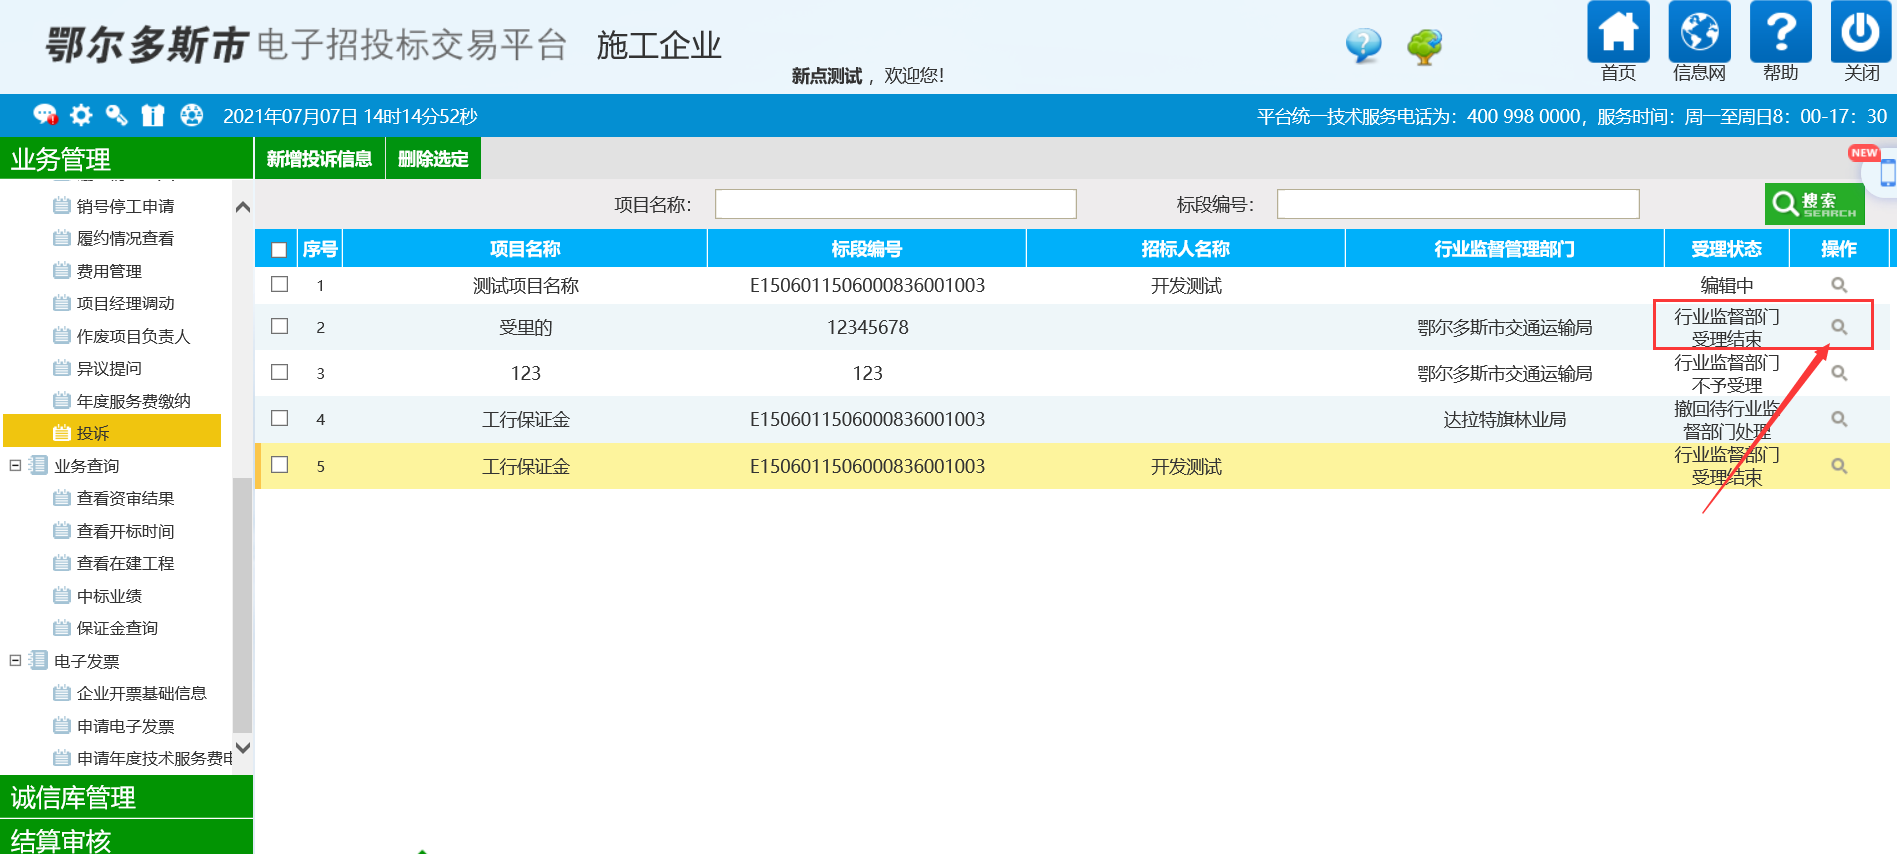 鄂尔多斯市 电子招投标交易平台 施工企业
新点测试 ，欢迎您!
首页 信息网 帮助 关闭
2021年07月07日 14时14分52秒
平台统一技术服务电话为：400 998 0000，服务时间：周一至周日8：00-17：30
业务管理
新增投诉信息 删除选定
NEW
销号停工申请
履约情况查看
费用管理
项目经理调动
作废项目负责人
异议提问
年度服务费缴纳
投诉
业务查询
查看资审结果
查看开标时间
查看在建工程
中标业绩
保证金查询
电子发票
企业开票基础信息
申请电子发票
申请年度技术服务费电
诚信库管理
结算审核
项目名称： 标段编号： 搜索 SEARCH
序号 项目名称 标段编号 招标人名称 行业监督管理部门 受理状态 操作
1 测试项目名称 E1506011506000836001003 开发测试 编辑中
2 受里的 12345678 鄂尔多斯市交通运输局 行业监督部门
受理结束
3 123 123 鄂尔多斯市交通运输局 行业监督部门
不予受理
4 工行保证金 E1506011506000836001003 达拉特旗林业局 撤回待行业监
督部门处理
5 工行保证金 E1506011506000836001003 开发测试 行业监督部门
受理结束